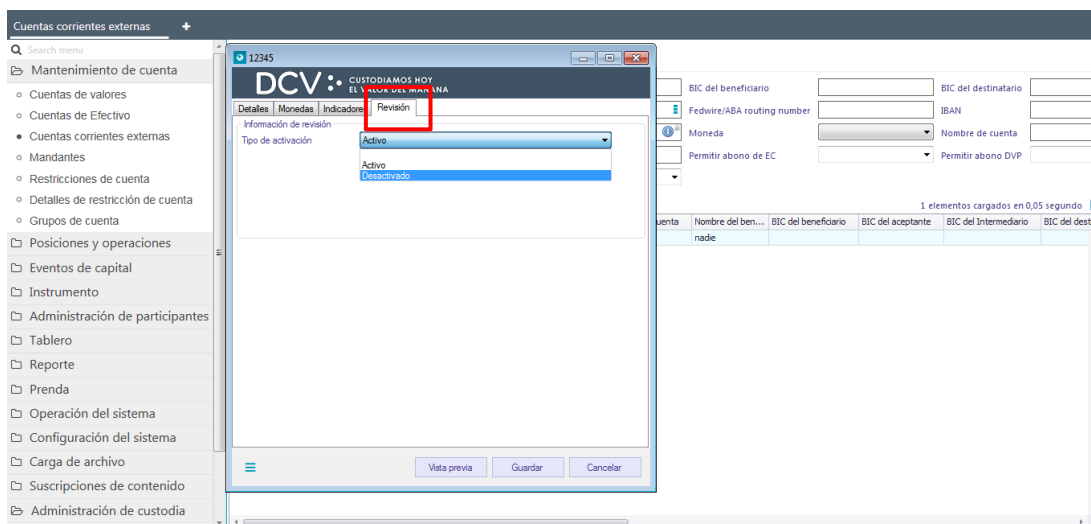 Cuentas corrientes externas +
Search menu
Mantenimiento de cuenta
Cuentas de valores
Cuentas de Efectivo
Cuentas corrientes externas
Mandantes
Restricciones de cuenta
Detalles de restricción de cuenta
Grupos de cuenta
Posiciones y operaciones
Eventos de capital
Instrumento
Administración de participantes
Tablero
Reporte
Prenda
Operación del sistema
Configuración del sistema
Carga de archivo
Suscripciones de contenido
Administración de custodia
12345
DCV
CUSTODIAMOS HOY
EL VALOR DEL MAÑANA
Detalles Monedas Indicadores Revisión
Información de revisión
Tipo de activación Activo
Activo
Desactivado
Vista previa Guardar Cancelar
BIC del beneficiario BIC del destinatario
Fedwire/ABA routing number IBAN
Moneda Nombre de cuenta
Permitir abono de EC Permitir abono DVP
1 elementos cargados en 0,05 segundo
uenta Nombre del ben... BIC del beneficiario BIC del aceptante BIC del Intermediario BIC del dest
nadie